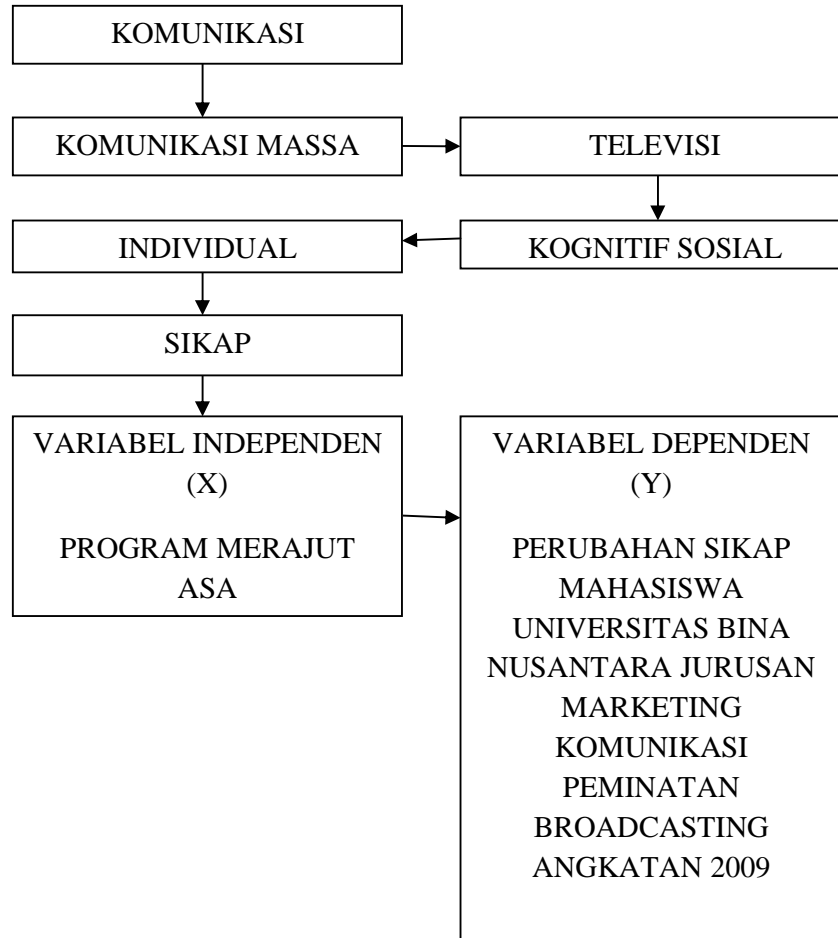 KOMUNIKASI
KOMUNIKASI MASSA
TELEVISI
INDIVIDUAL
KOGNITIF SOSIAL
SIKAP
VARIABEL INDEPENDEN
(X)
PROGRAM MERAJUT
ASA
VARIABEL DEPENDEN
(Y)
PERUBAHAN SIKAP
MAHASISWA
UNIVERSITAS BINA
NUSANTARA JURUSAN
MARKETING
KOMUNIKASI
PEMINATAN
BROADCASTING
ANGKATAN 2009